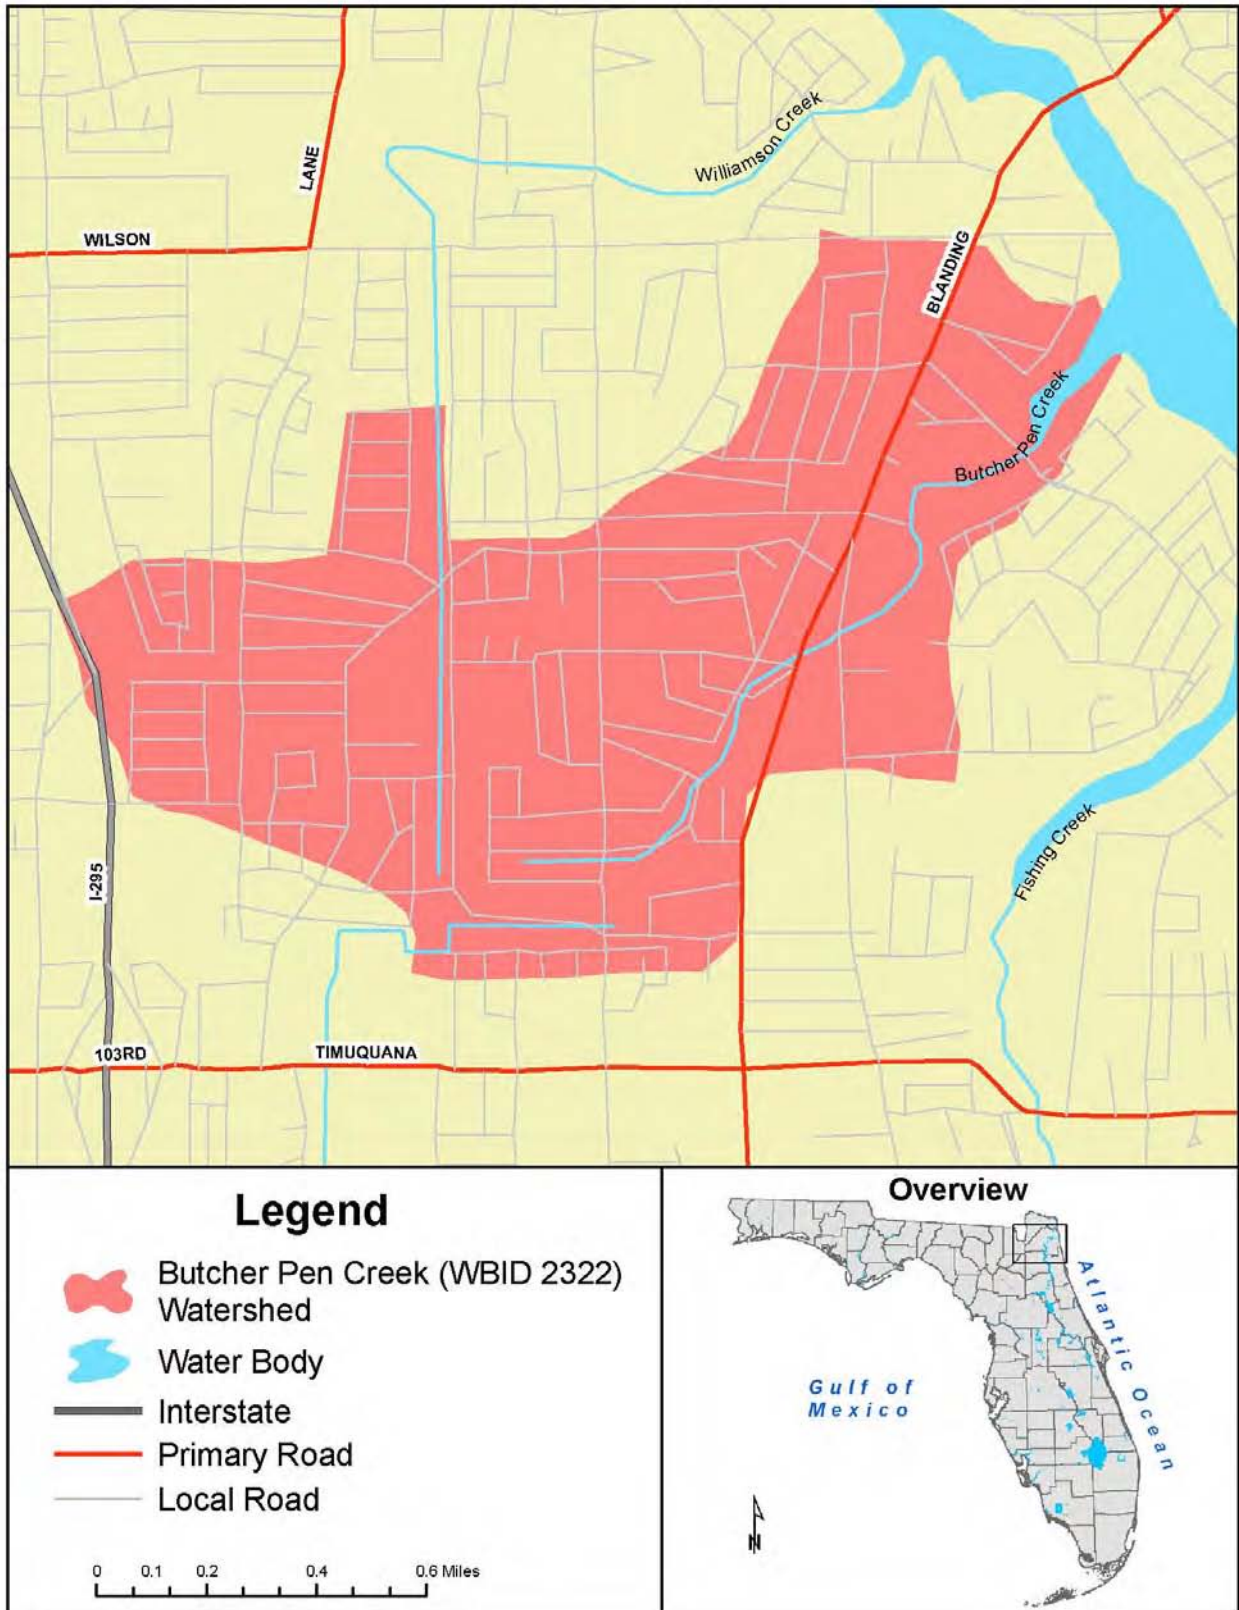 Williamson Creek
LANE
WILSON
BLANDING
Butcher Pen Creek
Fishing Creek
I-295
103RD
TIMUQUANA
Legend
Butcher Pen Creek (WBID 2322)
Watershed
Water Body
Interstate
Primary Road
Local Road
0 0.1 0.2 0.4 0.6 Miles
Overview
Atlantic Ocean
Gulf of
Mexico
N